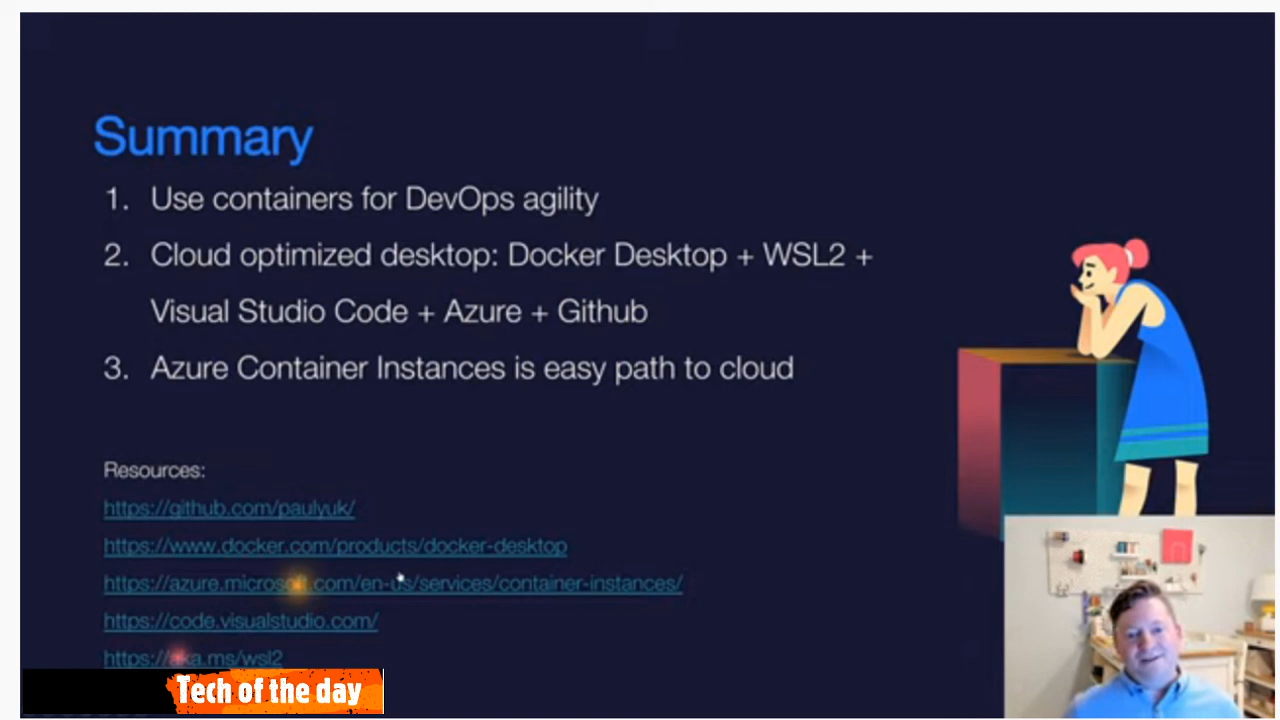 Summary
1. Use containers for DevOps agility
2. Cloud optimized desktop: Docker Desktop + WSL2 +
Visual Studio Code + Azure + Github
3. Azure Container Instances is easy path to cloud
Resources:
https://github.com/paulyuk/
https://www.docker.com/products/docker-desktop
https://azure.microsoft.com/en-us/services/container-instances/
https://code.visualstudio.com/
https://aka.ms/wsl2
Tech of the day